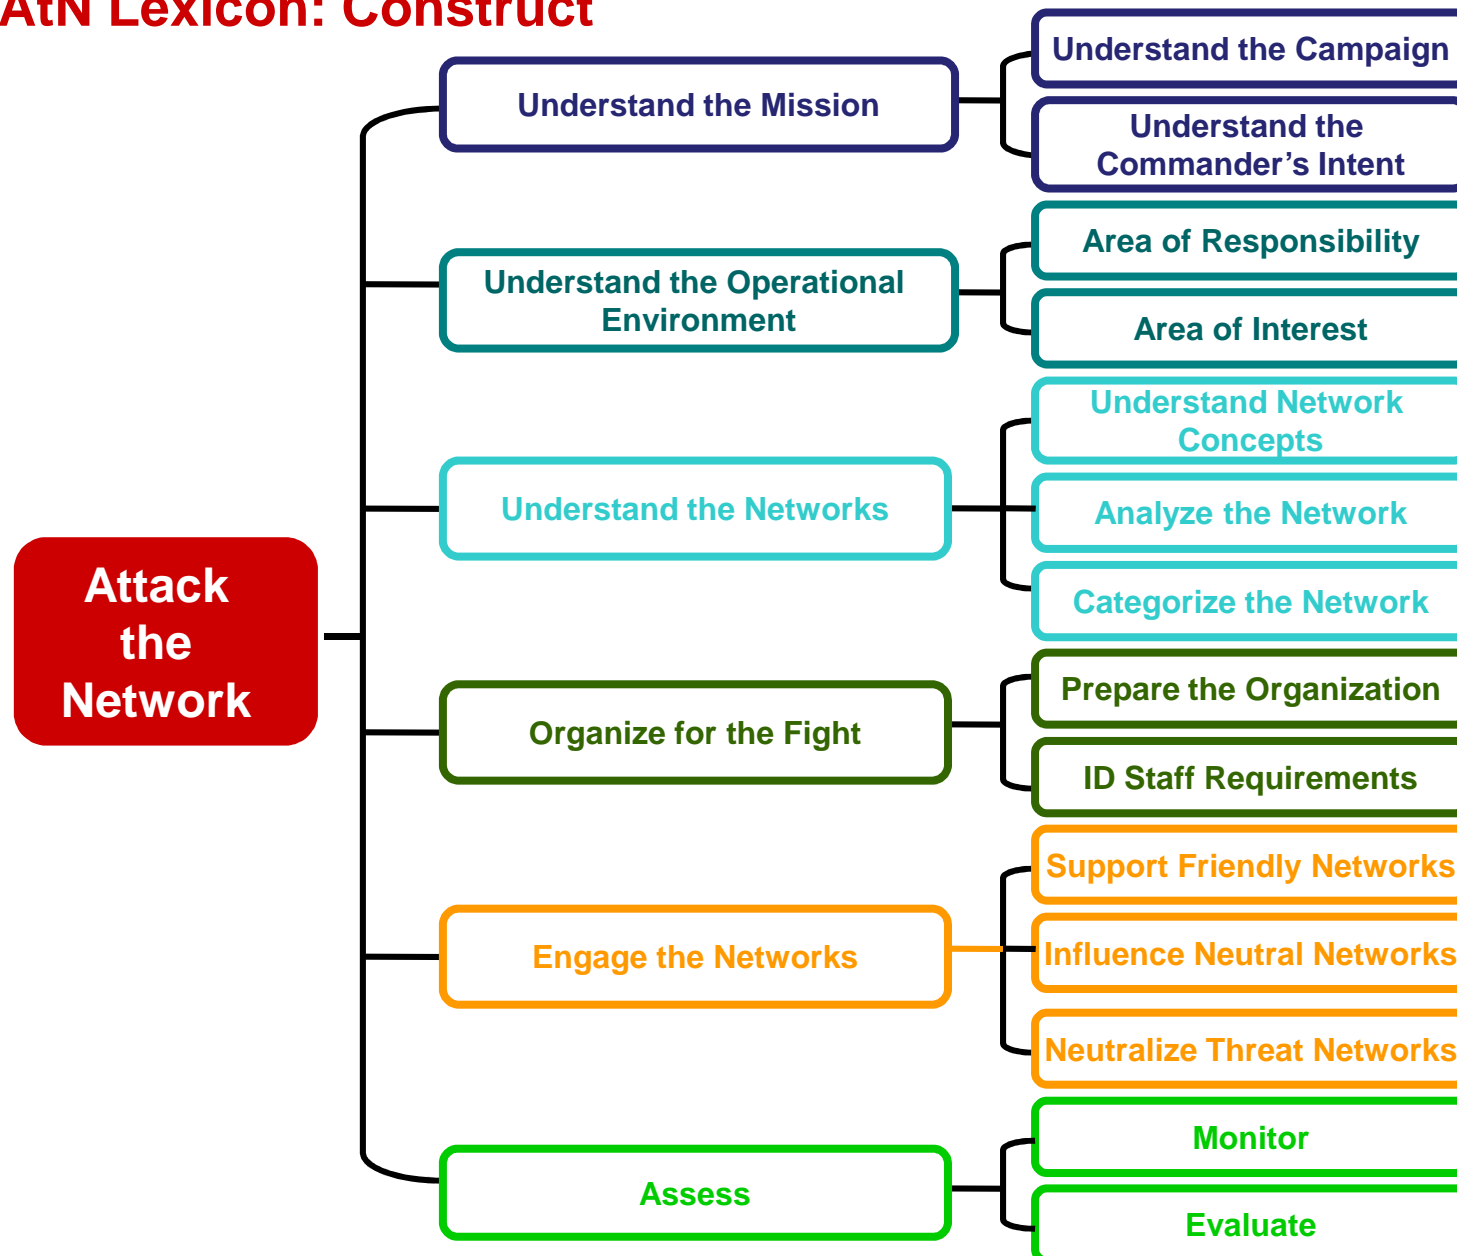 AtN Lexicon: Construct
Attack
the
Network
Understand the Mission
Understand the Campaign
Understand the
Commander’s Intent
Understand the Operational
Environment
Area of Responsibility
Area of Interest
Understand the Networks
Understand Network
Concepts
Analyze the Network
Categorize the Network
Organize for the Fight
Prepare the Organization
ID Staff Requirements
Engage the Networks
Support Friendly Networks
Influence Neutral Networks
Neutralize Threat Networks
Assess
Monitor
Evaluate